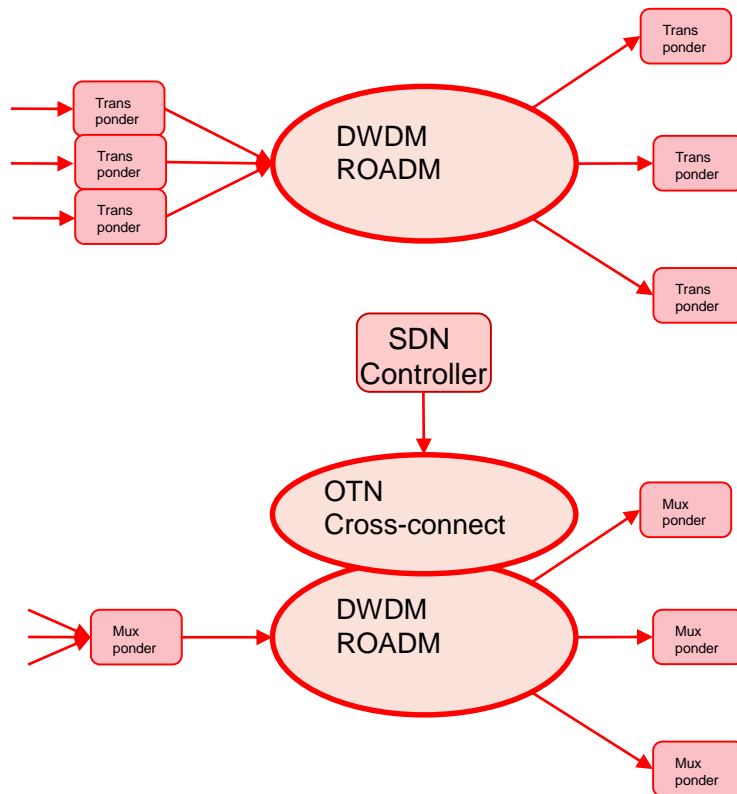 Trans
ponder
Trans
ponder
Trans
ponder
Trans
ponder
DWDM
ROADM
Trans
ponder
Trans
ponder
SDN
Controller
OTN
Cross-connect
Mux
ponder
DWDM
ROADM
Mux
ponder
Mux
ponder
Mux
ponder